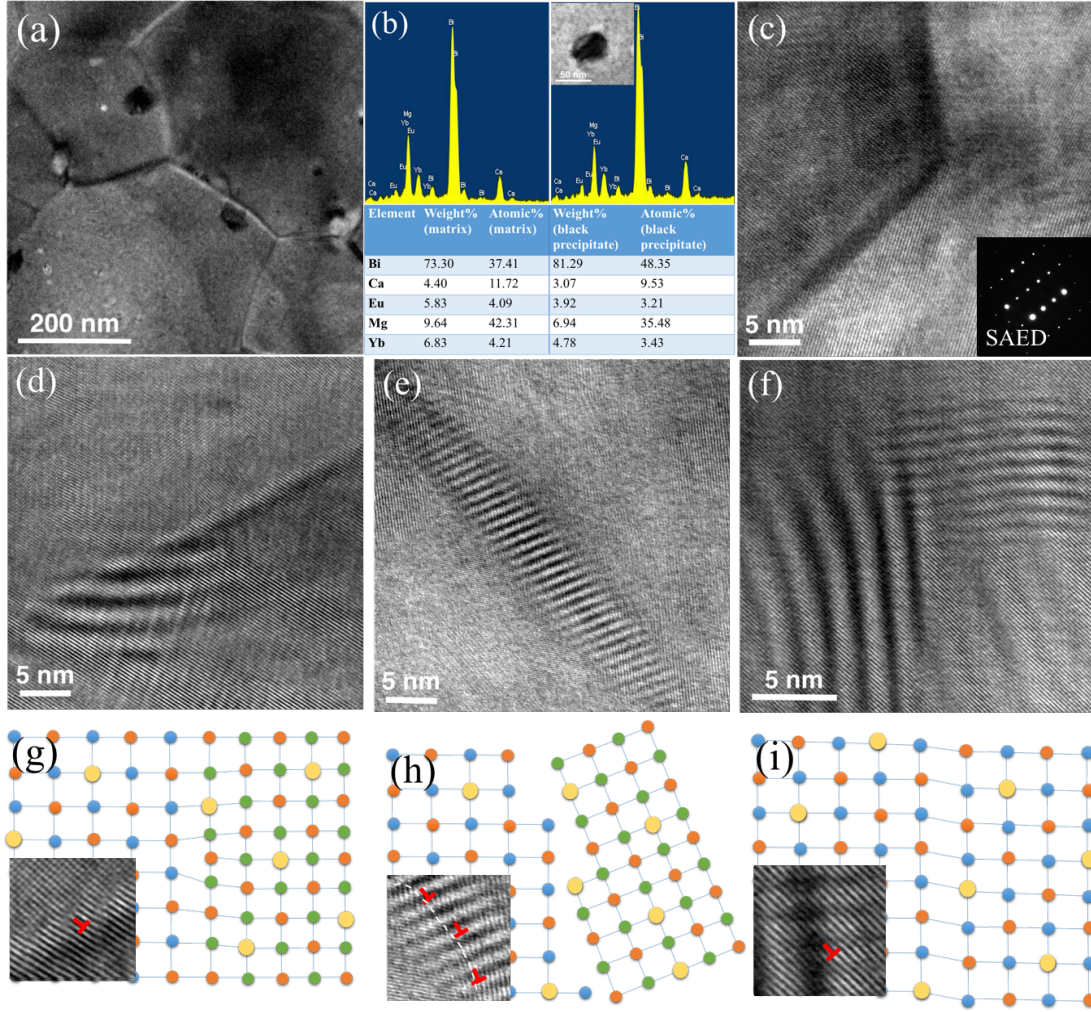 (a)
200 nm
(b)
Bi
Bi
Mg
Yb
Eu
Eu
Yb
Bi
Yb
Ca
Ca
Eu
Bi
Bi
Ca
Ca
50 nm
Bi
Bi
Mg
Yb
Eu
Eu
Yb
Bi
Yb
Ca
Ca
Eu
Bi
Bi
Ca
Ca
Element Weight% (matrix) Atomic% (matrix) Weight% (black precipitate) Atomic% (black precipitate)
Bi 73.30 37.41 81.29 48.35
Ca 4.40 11.72 3.07 9.53
Eu 5.83 4.09 3.92 3.21
Mg 9.64 42.31 6.94 35.48
Yb 6.83 4.21 4.78 3.43
(c)
5 nm
SAED
(d)
5 nm
(e)
5 nm
(f)
5 nm
(g)
(h)
(i)